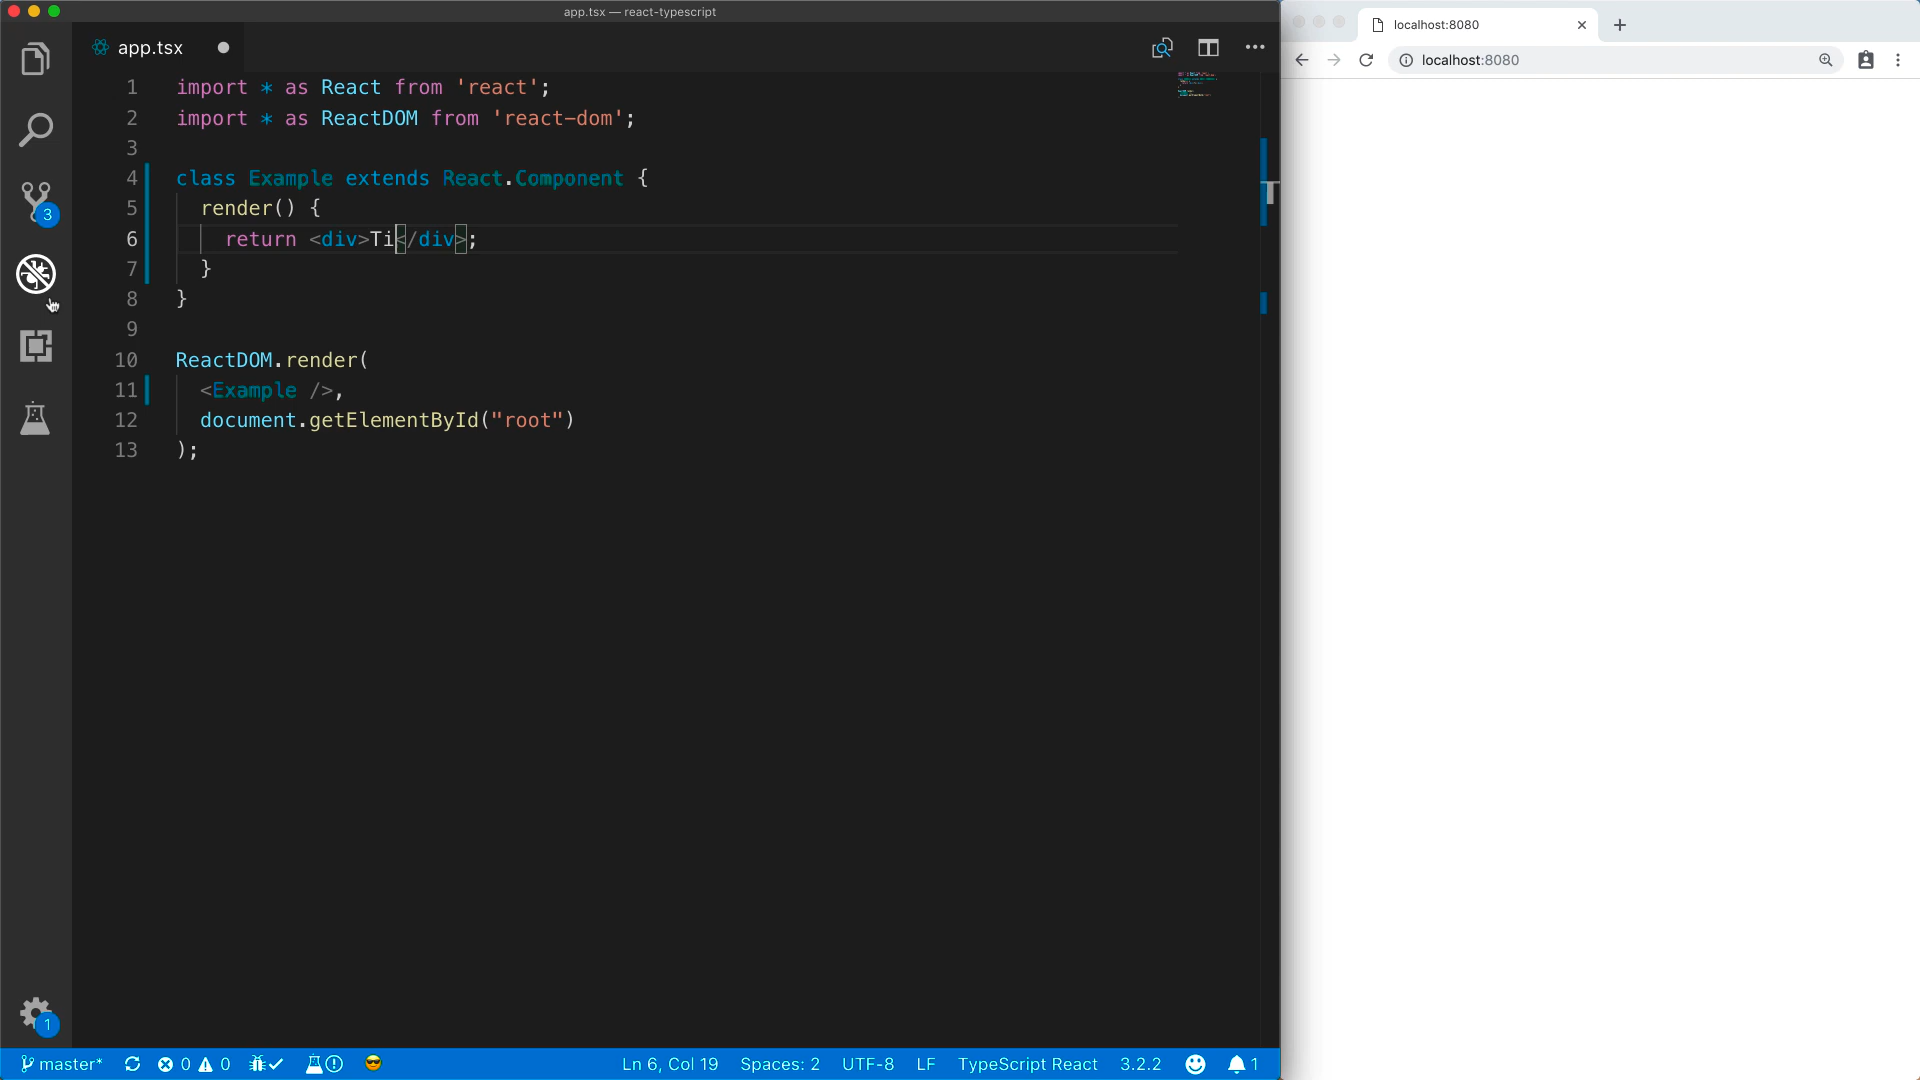 app.tsx — react-typescript
app.tsx
1 import * as React from 'react';
2 import * as ReactDOM from 'react-dom';
3
4 class Example extends React.Component {
5   render() {
6     return <div>Ti</div>;
7   }
8 }
9
10 ReactDOM.render(
11   <Example />,
12   document.getElementById("root")
13 );
3
1
master* 0 0 Ln 6, Col 19 Spaces: 2 UTF-8 LF TypeScript React 3.2.2 1
localhost:8080
localhost:8080